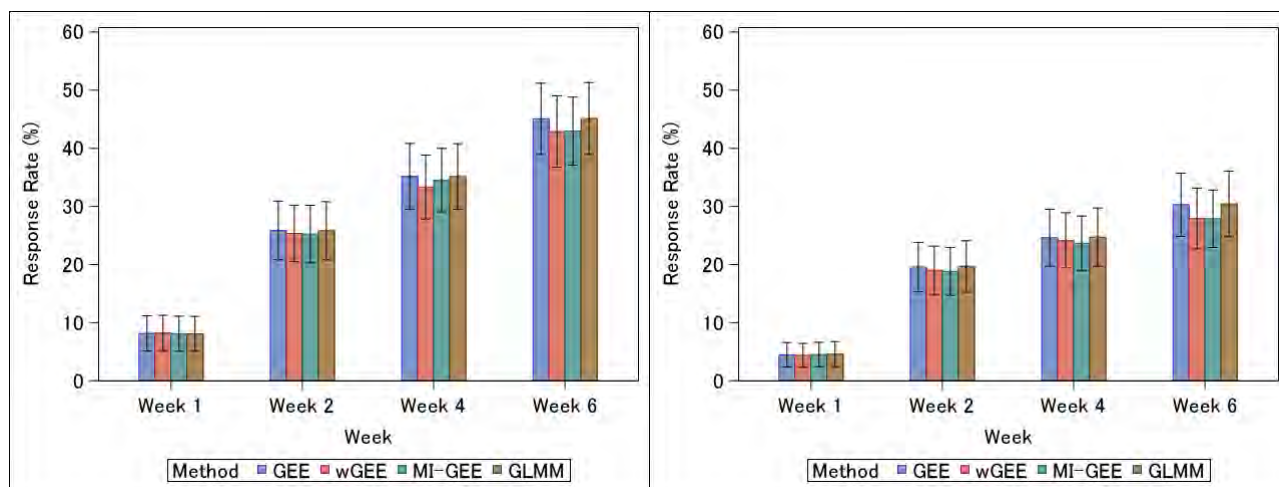 60
50
40
30
20
10
0
Response Rate (%)
Week 1 Week 2 Week 4 Week 6
Week
Method GEE wGEE MI-GEE GLMM
60
50
40
30
20
10
0
Response Rate (%)
Week 1 Week 2 Week 4 Week 6
Week
Method GEE wGEE MI-GEE GLMM